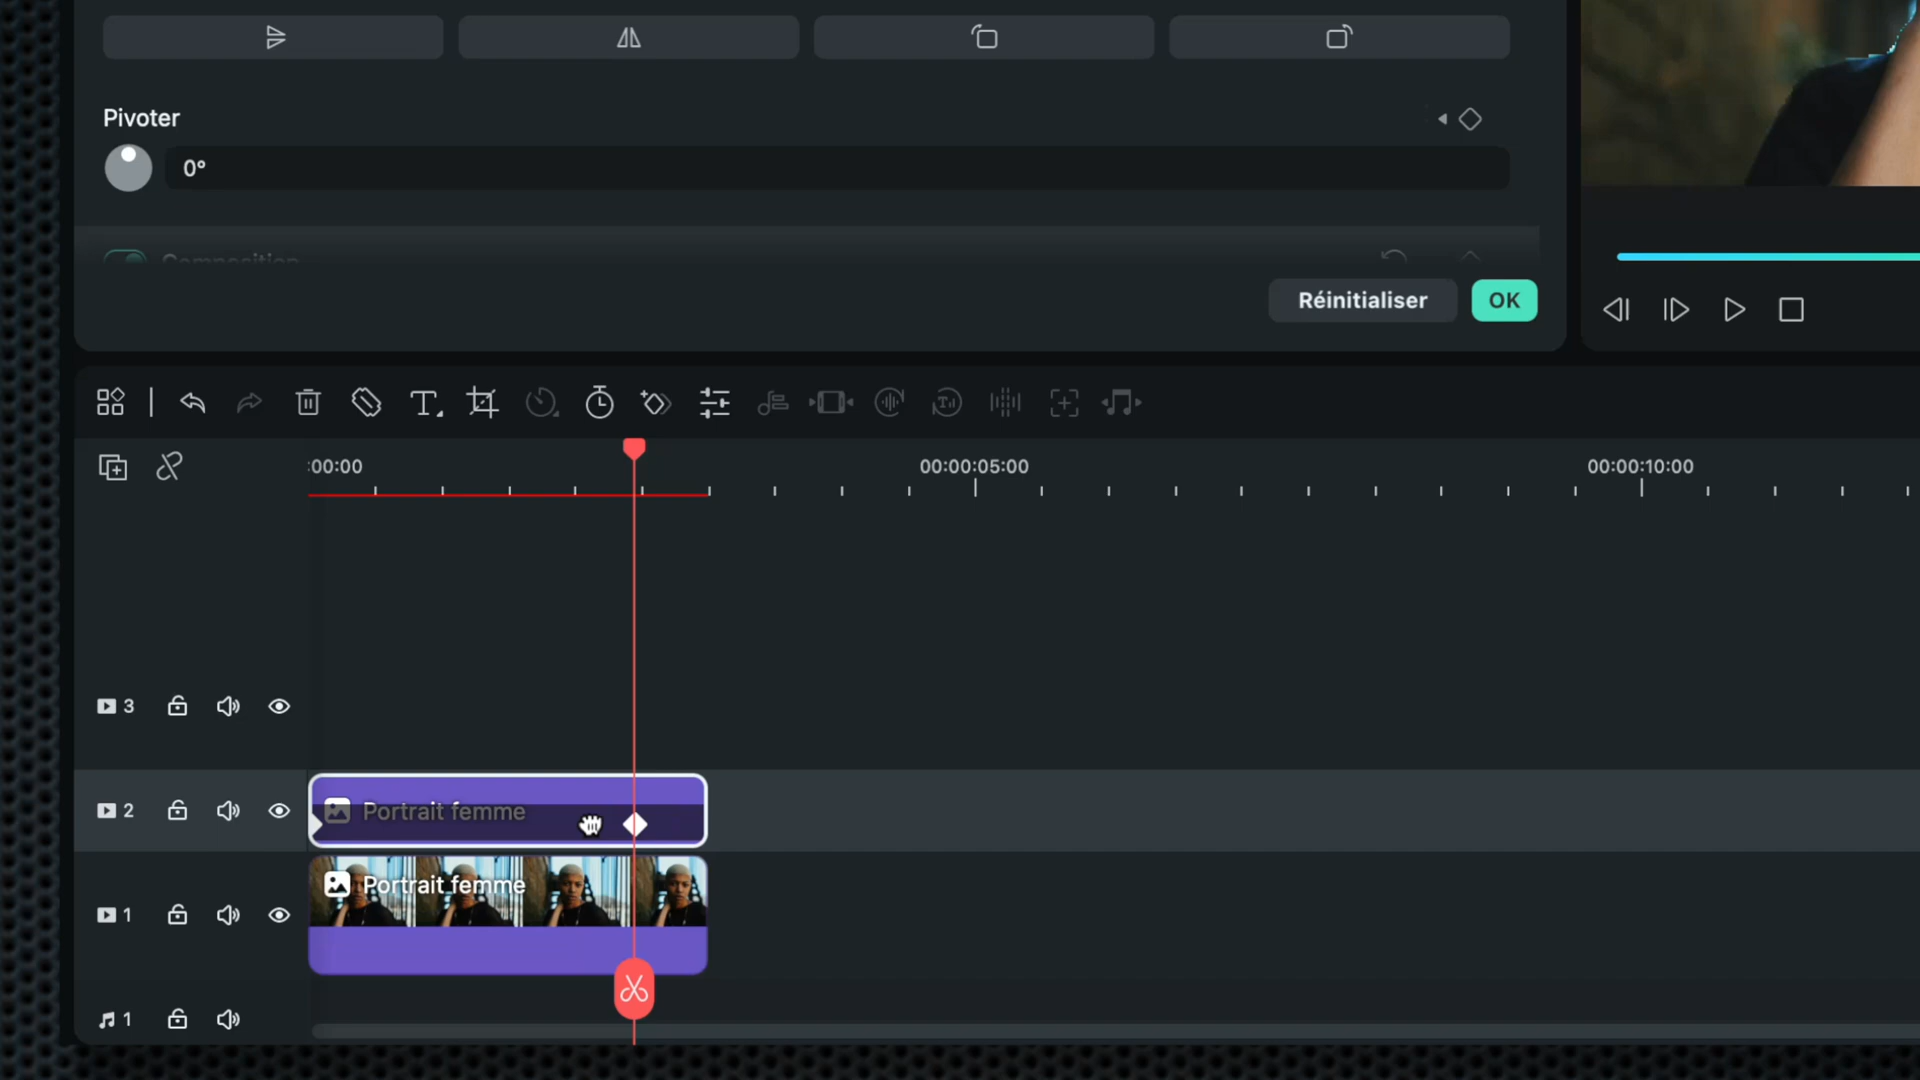 Pivoter
0°
Composition
Réinitialiser
OK
:00:00
00:00:05:00
00:00:10:00
3
2
Portrait femme
1
Portrait femme
1